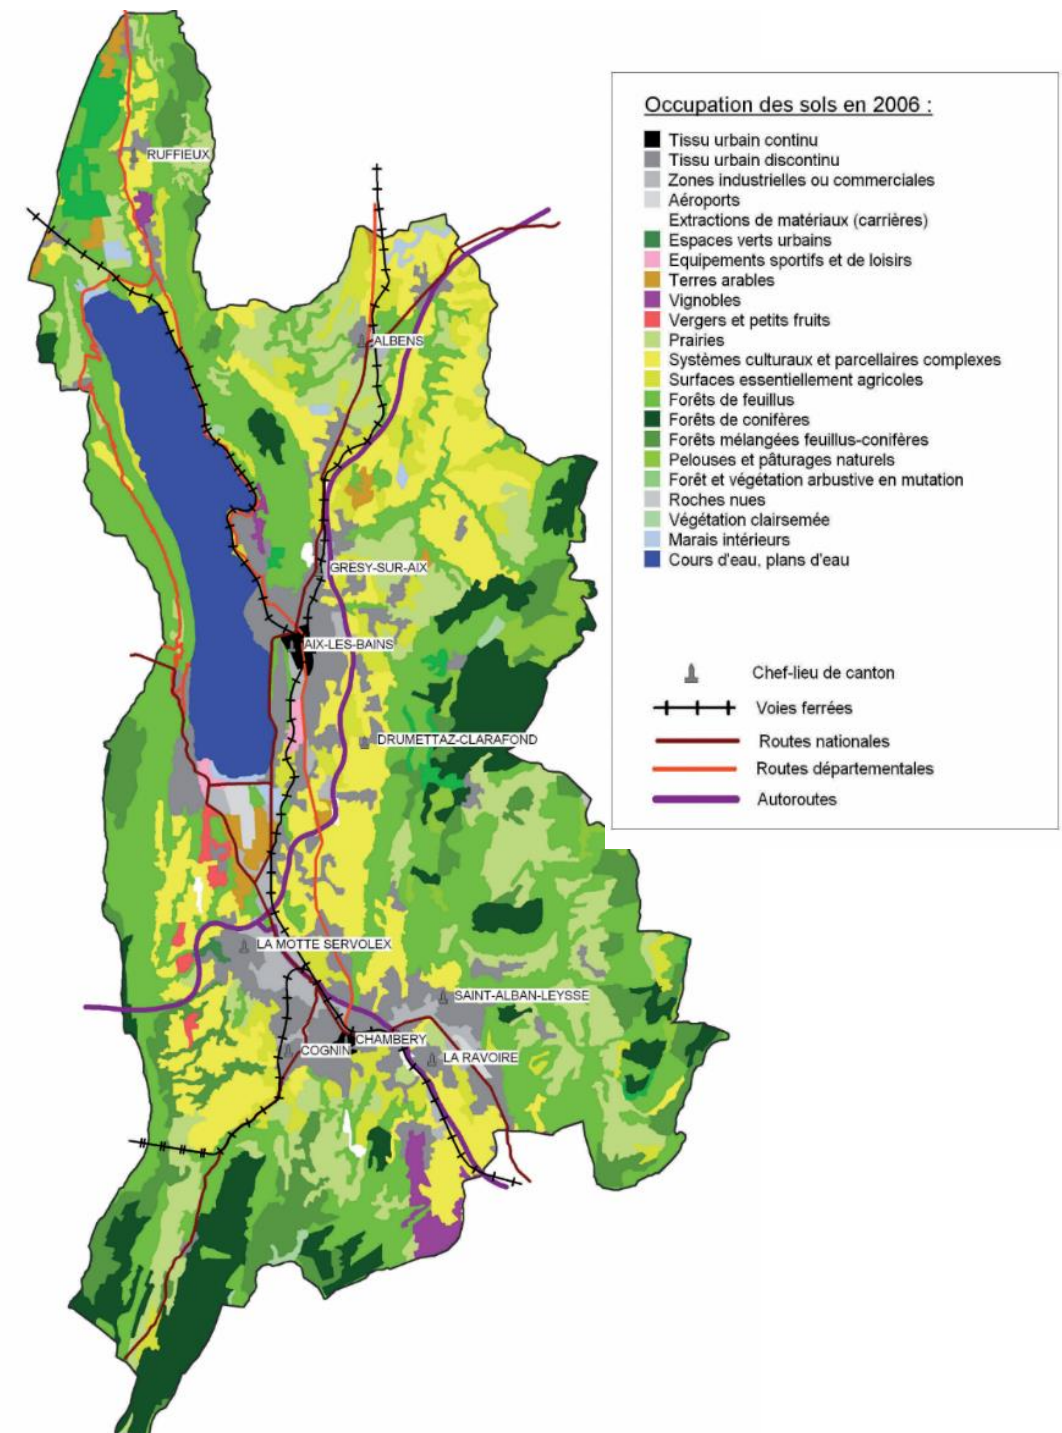 Occupation des sols en 2006 :
Tissu urbain continu
Tissu urbain discontinu
Zones industrielles ou commerciales
Aéroports
Extractions de matériaux (carrières)
Espaces verts urbains
Equipements sportifs et de loisirs
Terres arables
Vignobles
Vergers et petits fruits
Prairies
Systèmes culturaux et parcellaires complexes
Surfaces essentiellement agricoles
Forêts de feuillus
Forêts de conifères
Forêts mélangées feuillus-conifères
Pelouses et pâturages naturels
Forêt et végétation arbustive en mutation
Roches nues
Végétation clairsemée
Marais intérieurs
Cours d'eau, plans d'eau
Chef-lieu de canton
Voies ferrées
Routes nationales
Routes départementales
Autoroutes
RUFFIEUX
ALBENS
GRESY-SUR-AIX
AIX-LES-BAINS
DRUMETTAZ-CLARAFOND
LA MOTTE SERVOLEX
SAINT-ALBAN-LEYSSE
CHAMBERY
COGNIN
LA RAVOIRE